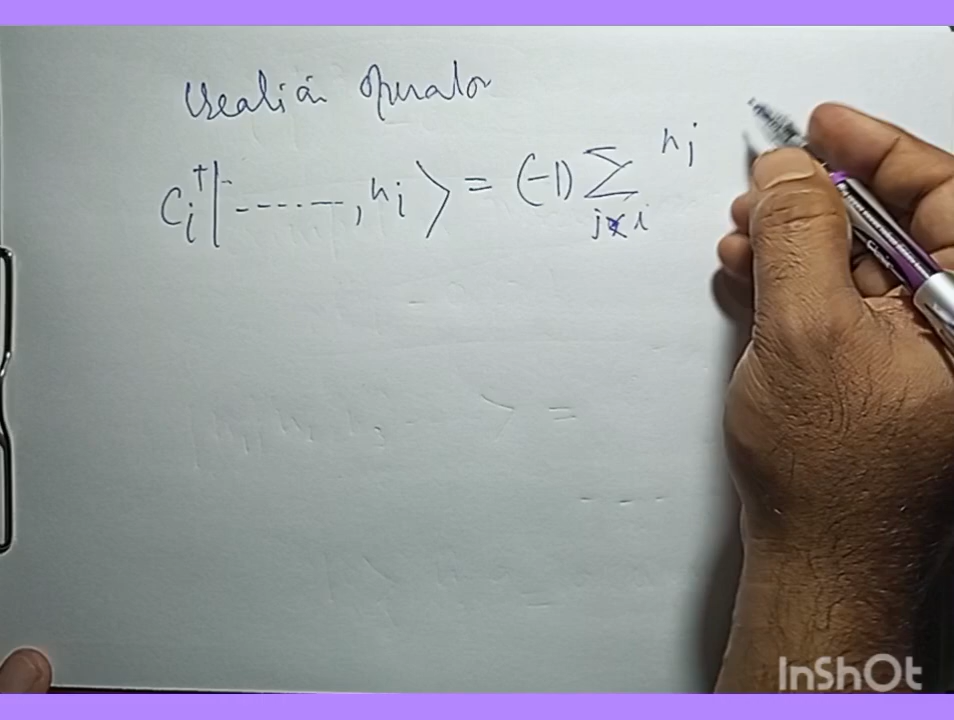 creation operator
C_i^† | ------, n_i ⟩ = (-1) Σ_{j<i} n_j
InShOt